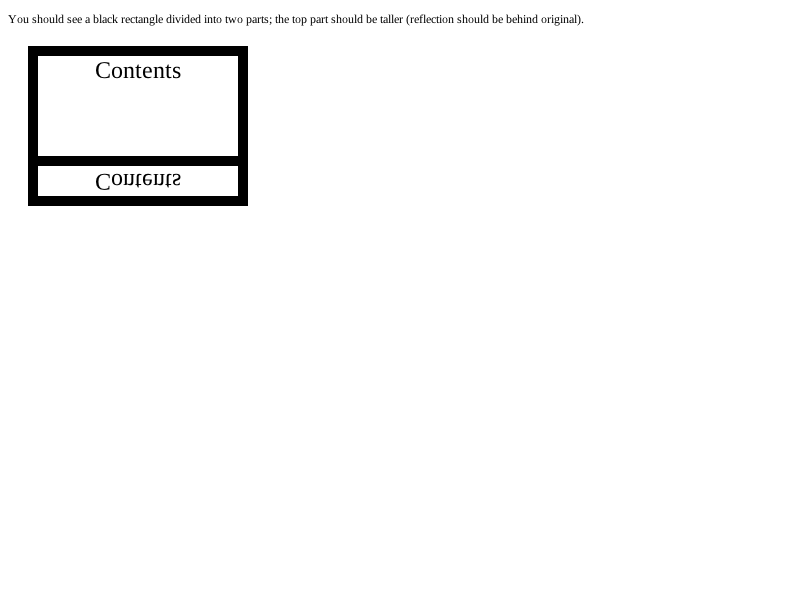 You should see a black rectangle divided into two parts; the top part should be taller (reflection should be behind original).
Contents
Contents